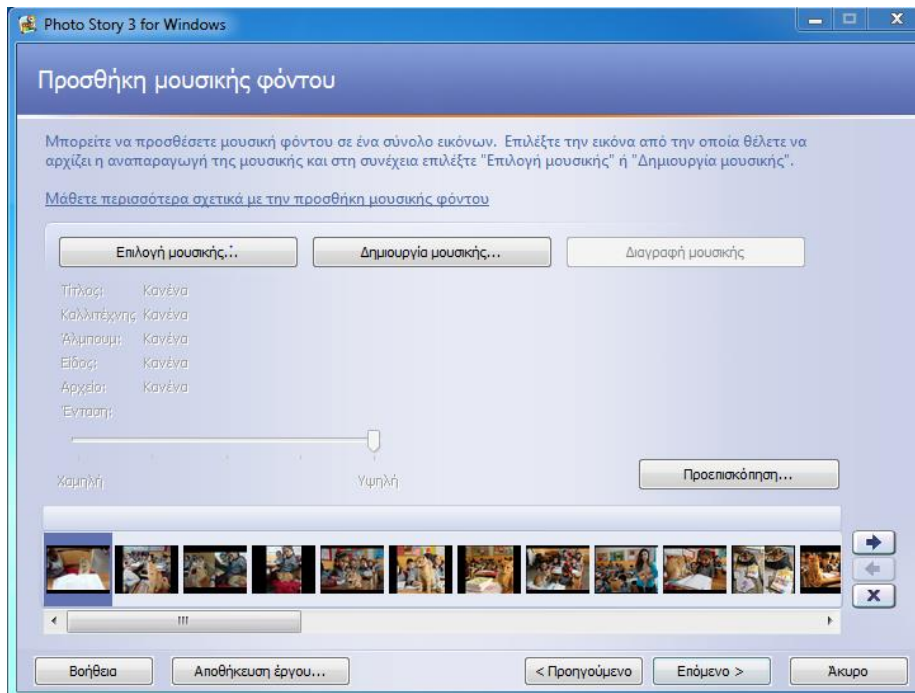 Photo Story 3 for Windows
Προσθήκη μουσικής φόντου
Μπορείτε να προσθέσετε μουσική φόντου σε ένα σύνολο εικόνων. Επιλέξτε την εικόνα από την οποία θέλετε να
αρχίζει η αναπαραγωγή της μουσικής και στη συνέχεια επιλέξτε "Επιλογή μουσικής" ή "Δημιουργία μουσικής".
Μάθετε περισσότερα σχετικά με την προσθήκη μουσικής φόντου
Επιλογή μουσικής... Δημιουργία μουσικής... Διαγραφή μουσικής
Τίτλος: Κανένα
Καλλιτέχνης Κανένα
Άλμπουμ: Κανένα
Είδος: Κανένα
Αρχείο: Κανένα
Ένταση:
Χαμηλή Υψηλή
Προεπισκόπηση...
Βοήθεια Αποθήκευση έργου... < Προηγούμενο Επόμενο > Άκυρο